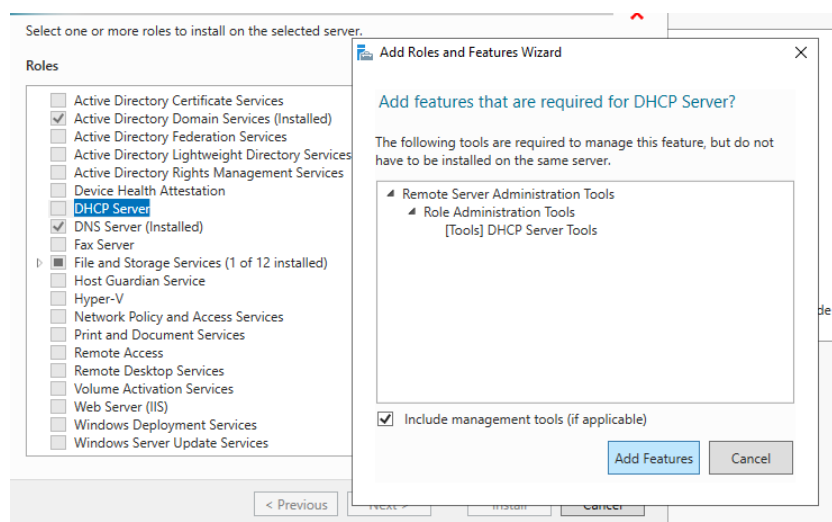 Select one or more roles to install on the selected server.
Roles
Active Directory Certificate Services
Active Directory Domain Services (Installed)
Active Directory Federation Services
Active Directory Lightweight Directory Services
Active Directory Rights Management Services
Device Health Attestation
DHCP Server
DNS Server (Installed)
Fax Server
File and Storage Services (1 of 12 installed)
Host Guardian Service
Hyper-V
Network Policy and Access Services
Print and Document Services
Remote Access
Remote Desktop Services
Volume Activation Services
Web Server (IIS)
Windows Deployment Services
Windows Server Update Services
< Previous
Next >
Install
Cancel
Add Roles and Features Wizard
Add features that are required for DHCP Server?
The following tools are required to manage this feature, but do not
have to be installed on the same server.
Remote Server Administration Tools
Role Administration Tools
[Tools] DHCP Server Tools
Include management tools (if applicable)
Add Features
Cancel
de